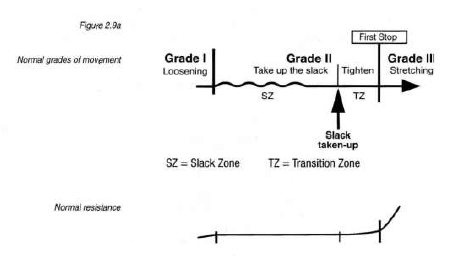 Figure 2.9a
First Stop
Normal grades of movement
Grade I
Grade II
Grade III
Loosening
Take up the slack
Tighten
Stretching
SZ
TZ
Slack
taken-up
SZ = Slack Zone
TZ = Transition Zone
Normal resistance